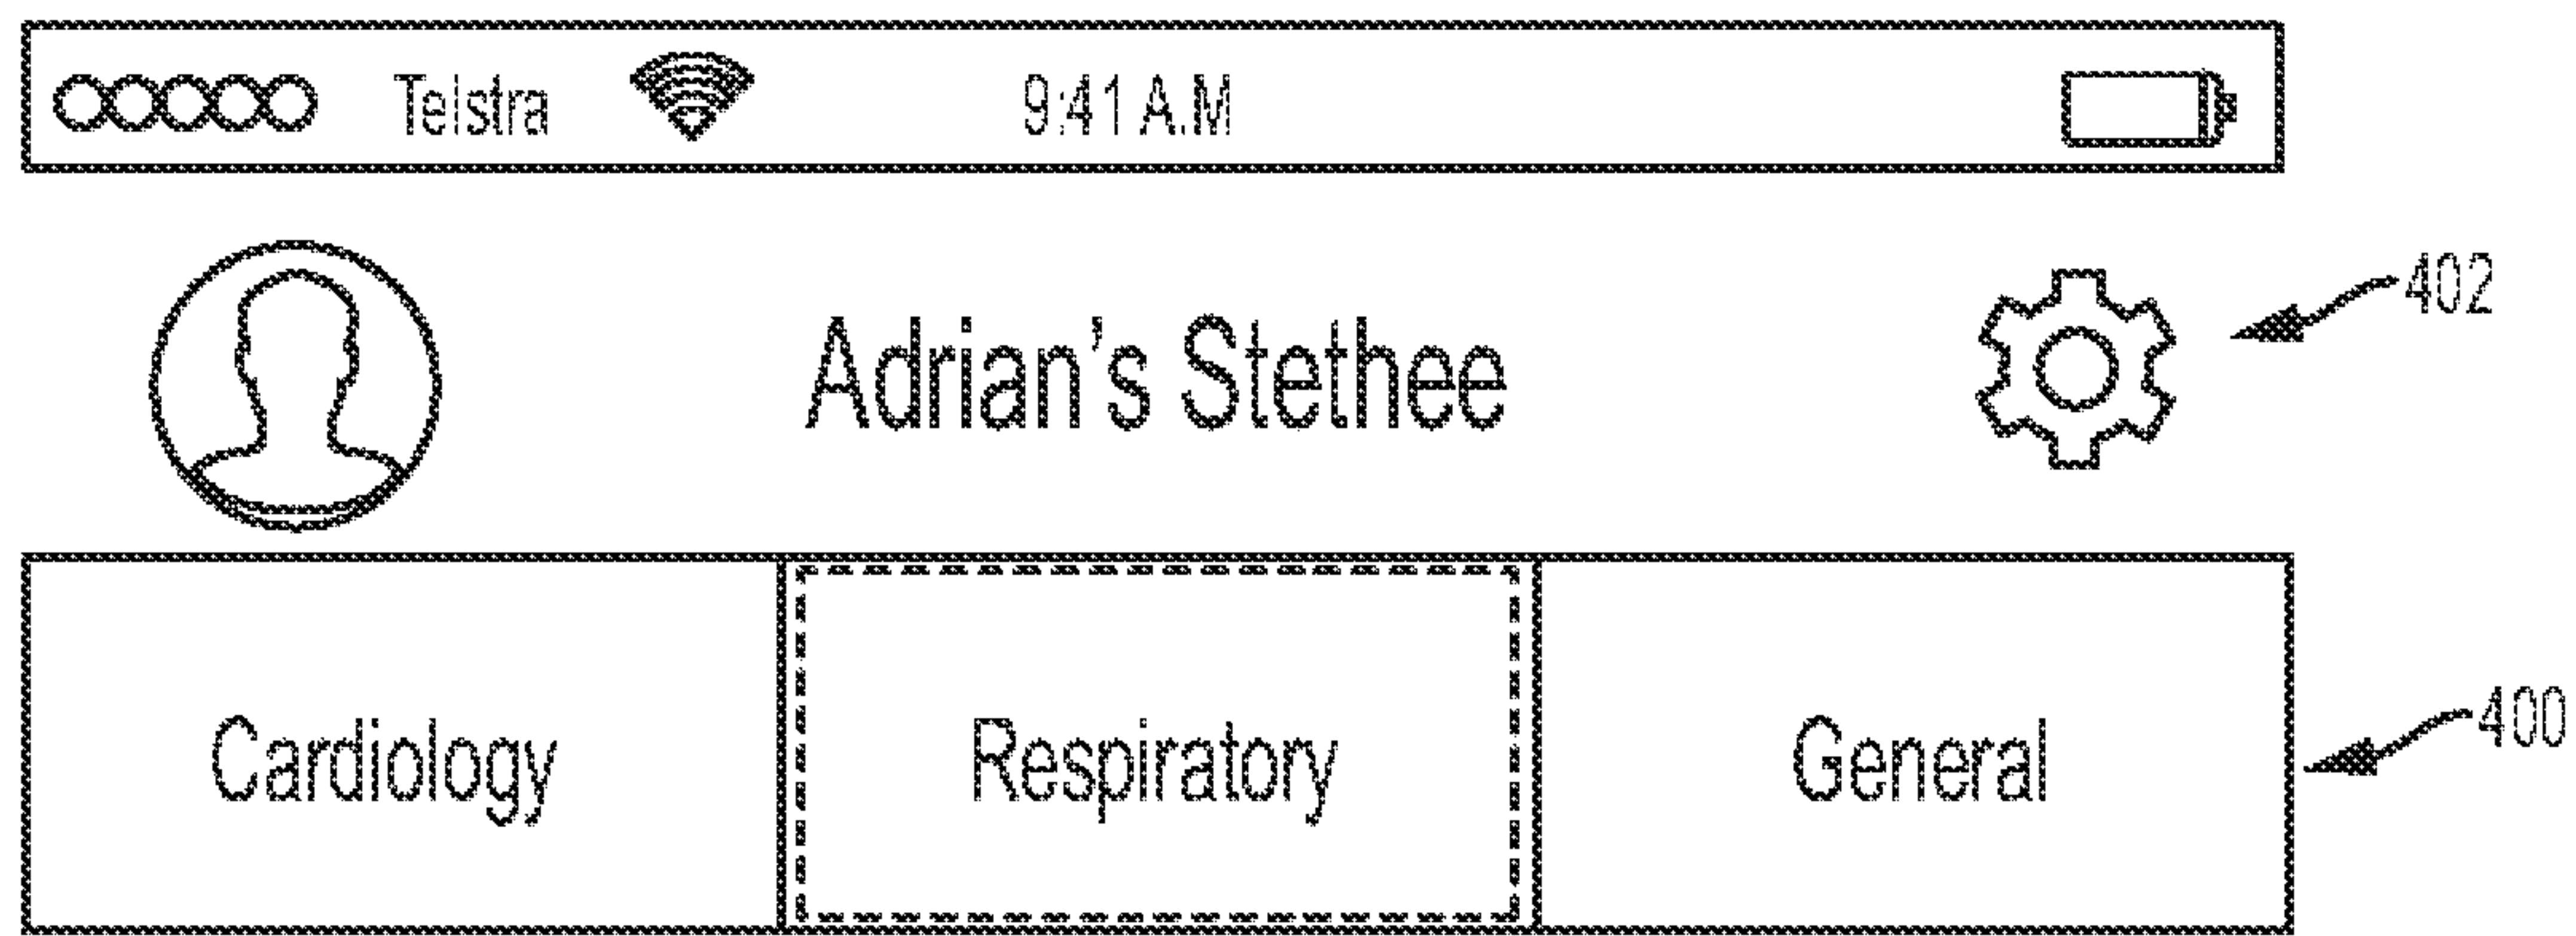 Telstra 9:41 A.M
402
Adrian's Stethee
Cardiology Respiratory General
400